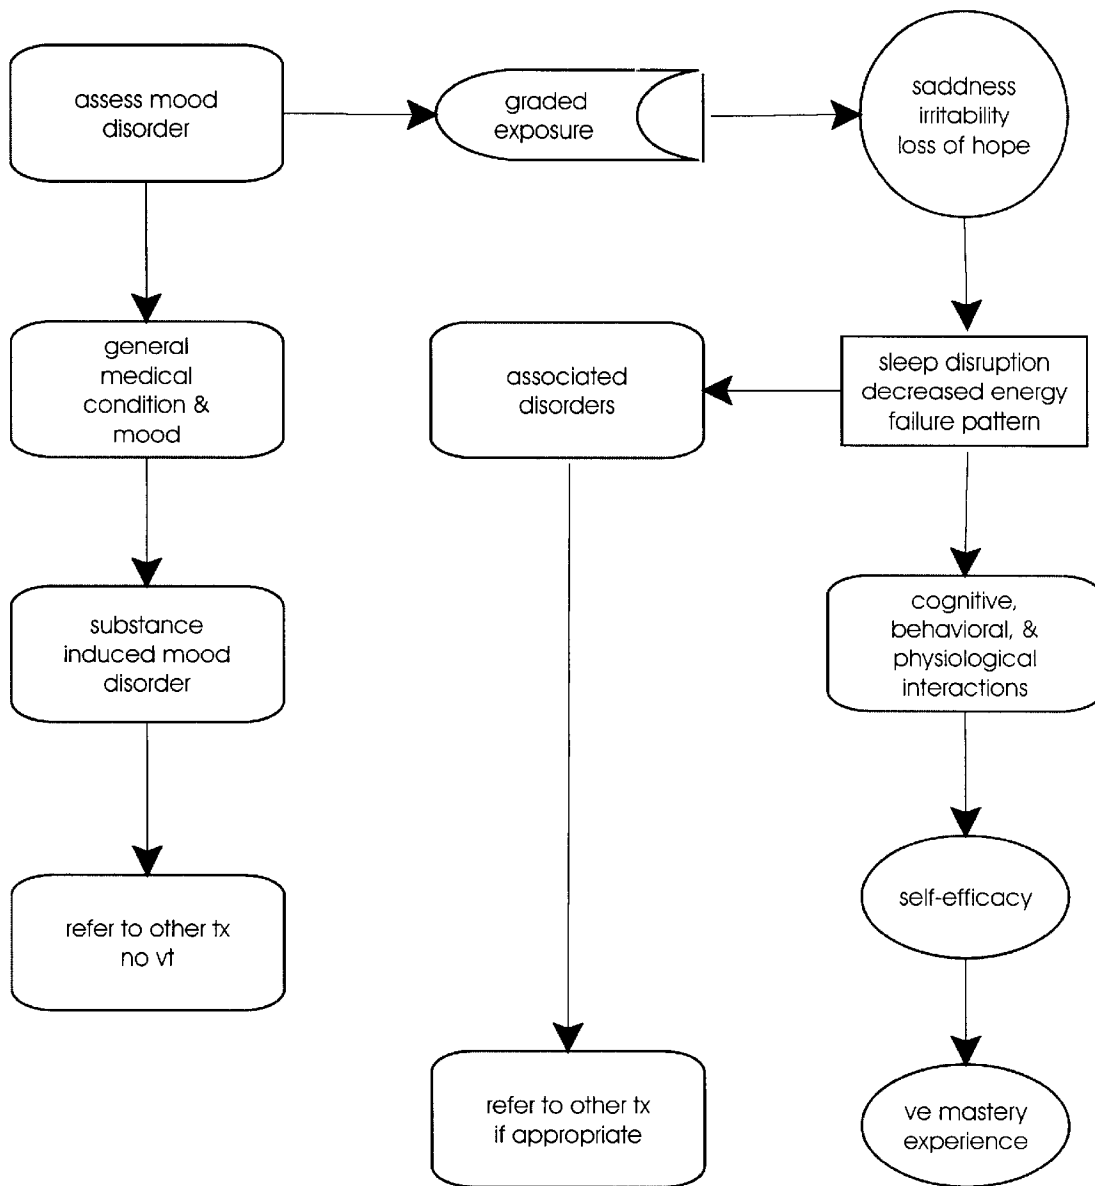 assess mood
disorder
graded
exposure
saddness
irritability
loss of hope
general
medical
condition &
mood
associated
disorders
sleep disruption
decreased energy
failure pattern
substance
induced mood
disorder
cognitive,
behavioral, &
physiological
interactions
refer to other tx
no vt
self-efficacy
refer to other tx
if appropriate
ve mastery
experience